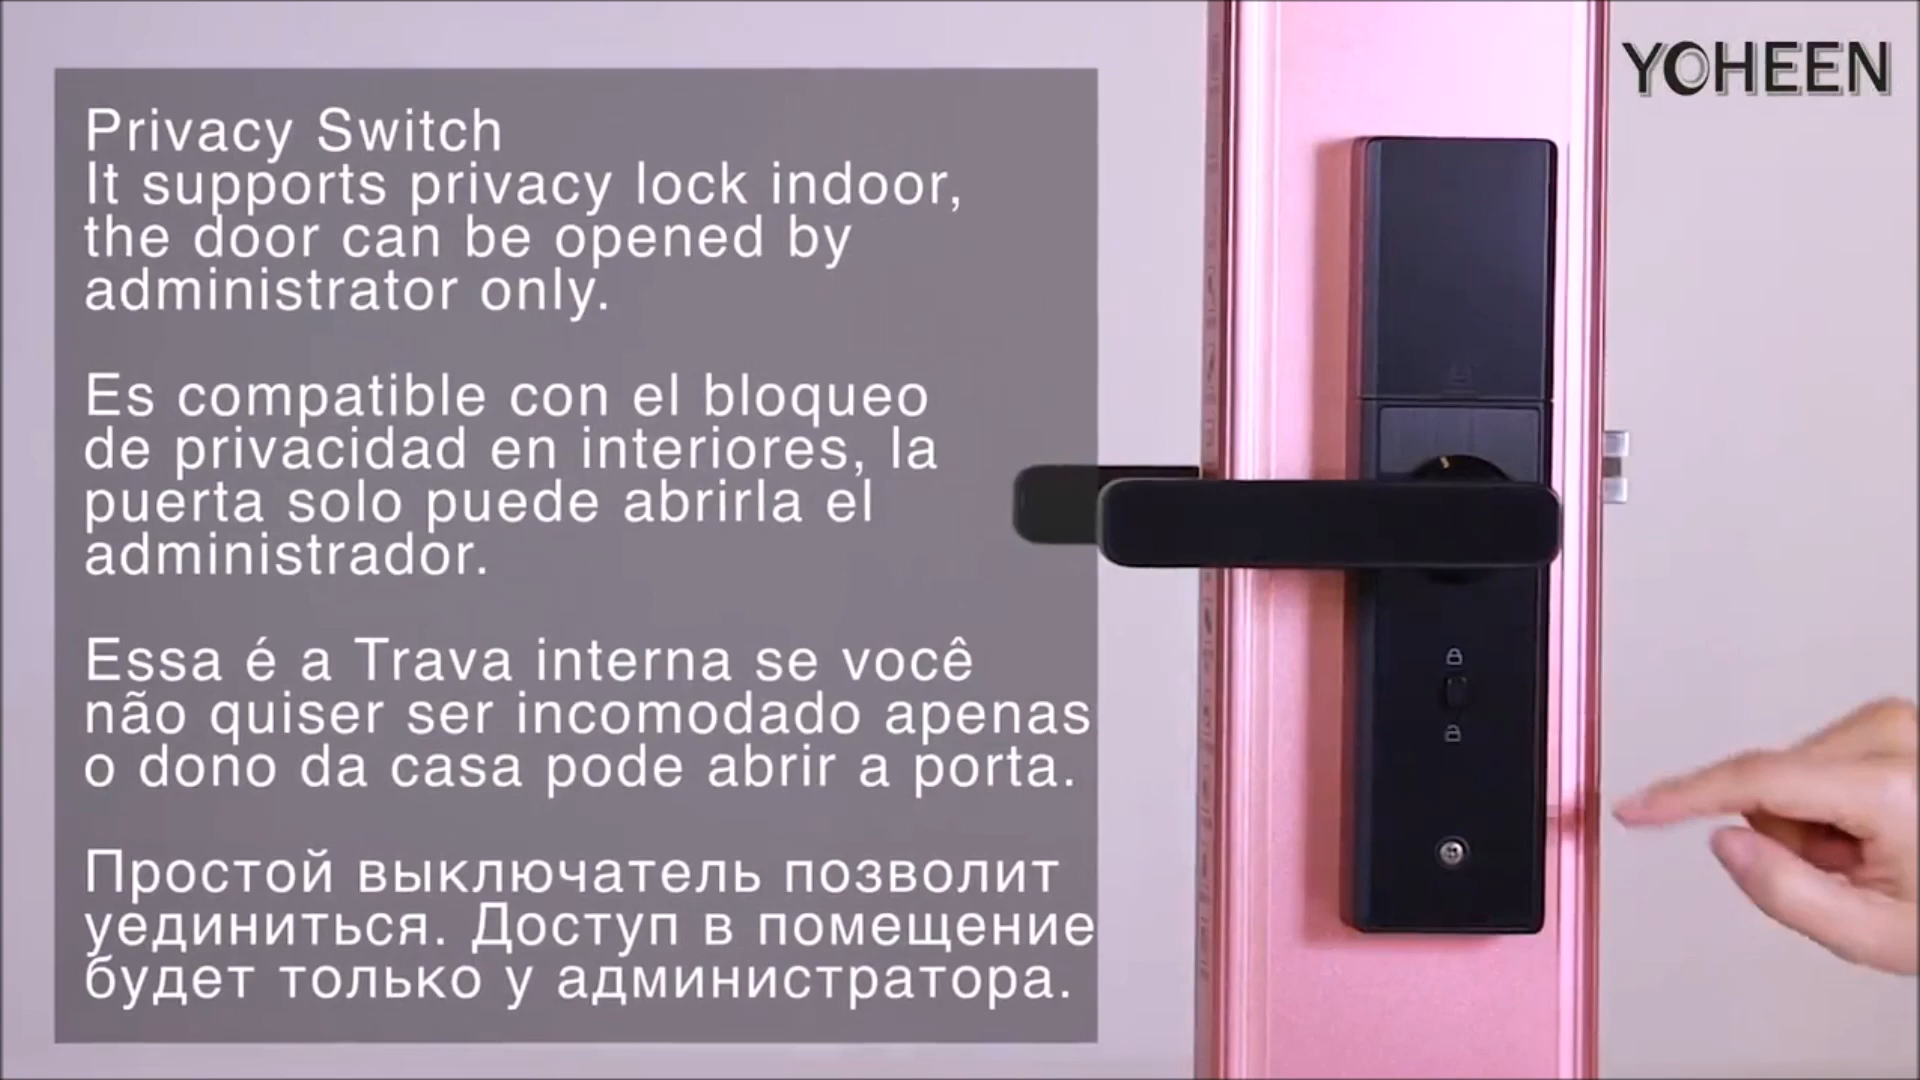 YOHEEN
Privacy Switch
It supports privacy lock indoor,
the door can be opened by
administrator only.
Es compatible con el bloqueo
de privacidad en interiores, la
puerta solo puede abrirla el
administrador.
Essa é a Trava interna se você
não quiser ser incomodado apenas
o dono da casa pode abrir a porta.
Простой выключатель позволит
уединиться. Доступ в помещение
будет только у администратора.